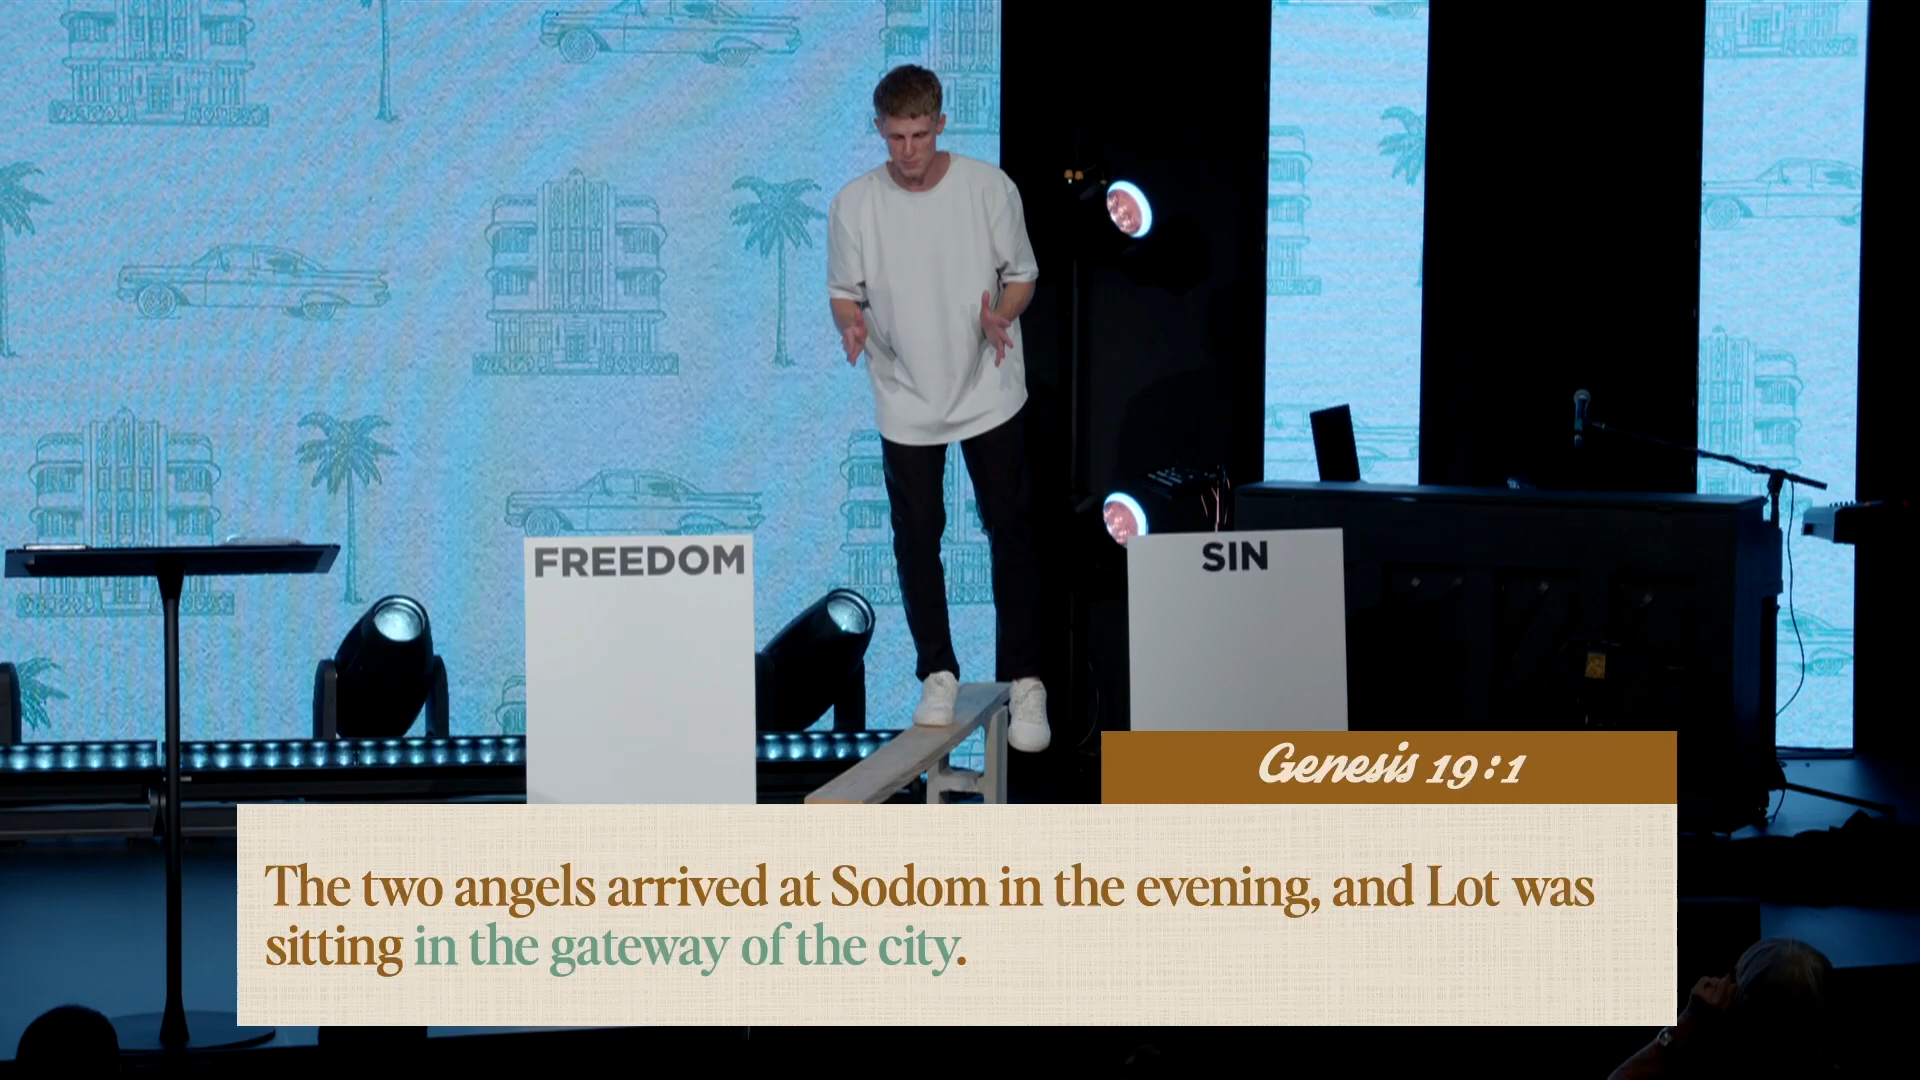 FREEDOM
SIN
Genesis 19:1
The two angels arrived at Sodom in the evening, and Lot was
sitting in the gateway of the city.